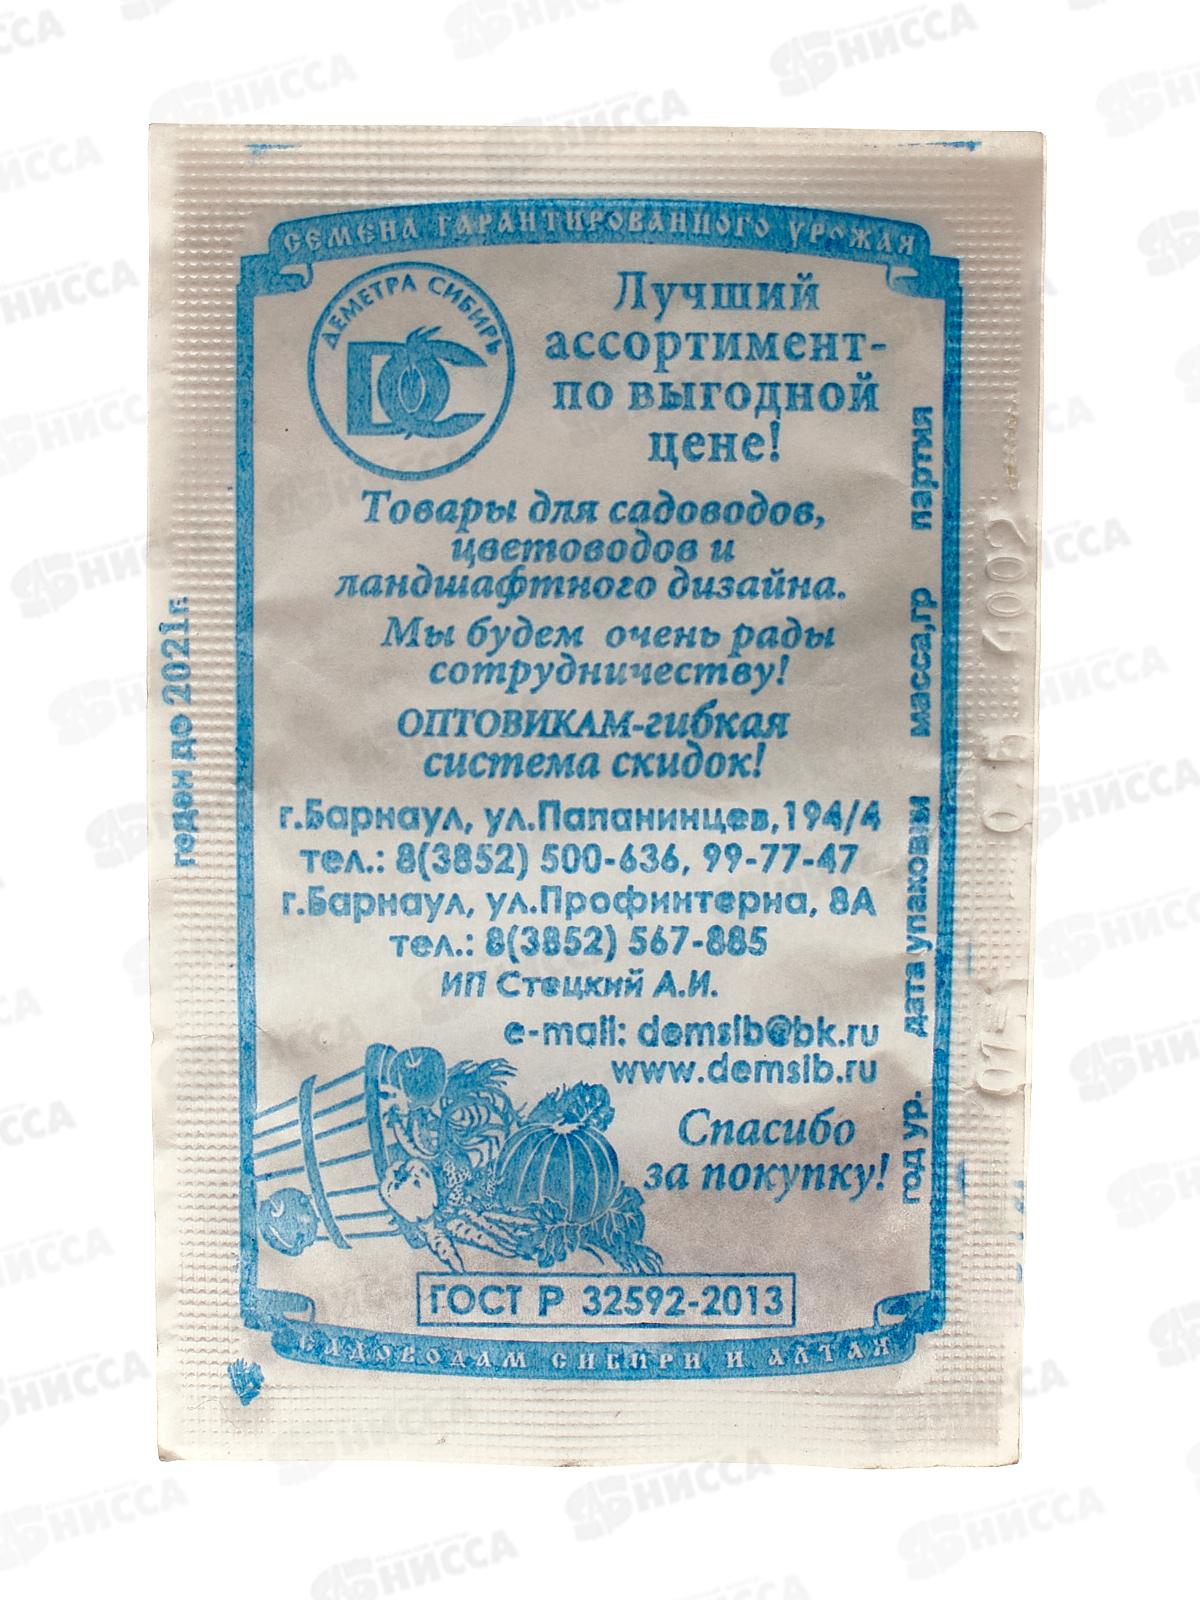 СЕМЕНА ГАРАНТИРОВАННОГО УРОЖАЯ
ДЕМЕТРА СИБИРЬ
ДС
Лучший
ассортимент-
по выгодной
цене!
Товары для садоводов,
цветоводов и
ландшафтного дизайна.
Мы будем очень рады
сотрудничеству!
ОПТОВИКАМ-гибкая
система скидок!
г.Барнаул, ул.Папанинцев,194/4
тел.: 8(3852) 500-636, 99-77-47
г.Барнаул, ул.Профинтерна, 8А
тел.: 8(3852) 567-885
ИП Стецкий А.И.
e-mail: demsib@bk.ru
www.demsib.ru
Спасибо
за покупку!
ГОСТ Р 32592-2013
САДОВОДАМ СИБИРИ И АЛТАЯ
годен до 2021г.
год ур. дата упаковки масса,гр партия
НИССА